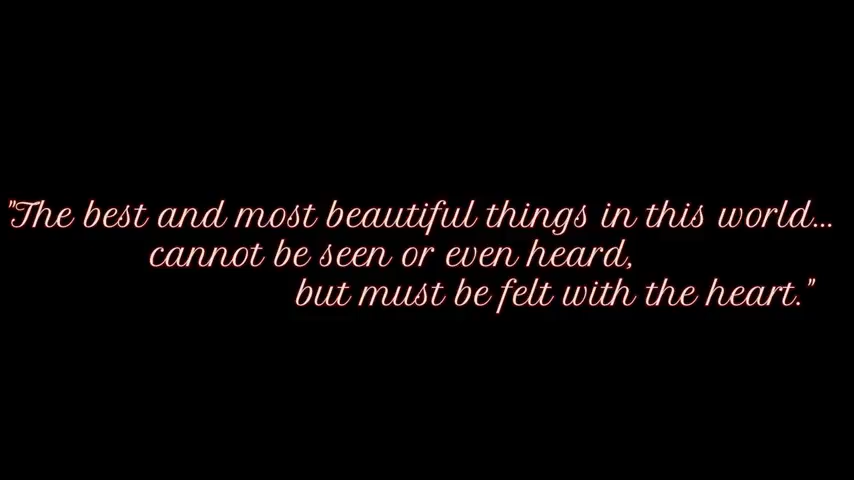 "The best and most beautiful things in this world...
cannot be seen or even heard,
but must be felt with the heart."